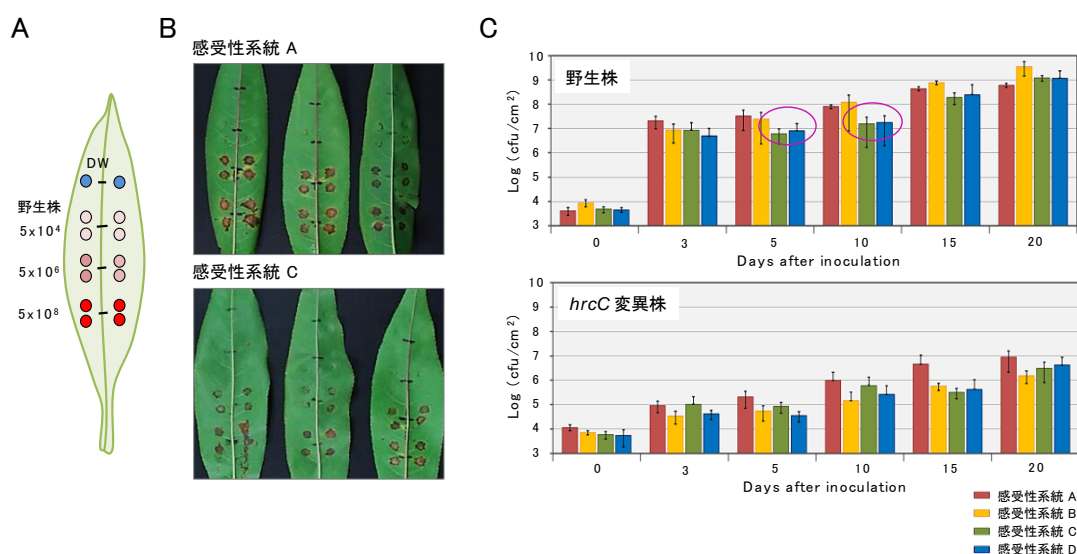 A
DW
野生株
5x10⁴
5x10⁶
5x10⁸
B
感受性系統 A
感受性系統 C
C
野生株
Log (cfu/cm²)
10
9
8
7
6
5
4
3
0 3 5 10 15 20
Days after inoculation
hrcC 変異株
Log (cfu/cm²)
10
9
8
7
6
5
4
3
0 3 5 10 15 20
Days after inoculation
感受性系統 A
感受性系統 B
感受性系統 C
感受性系統 D